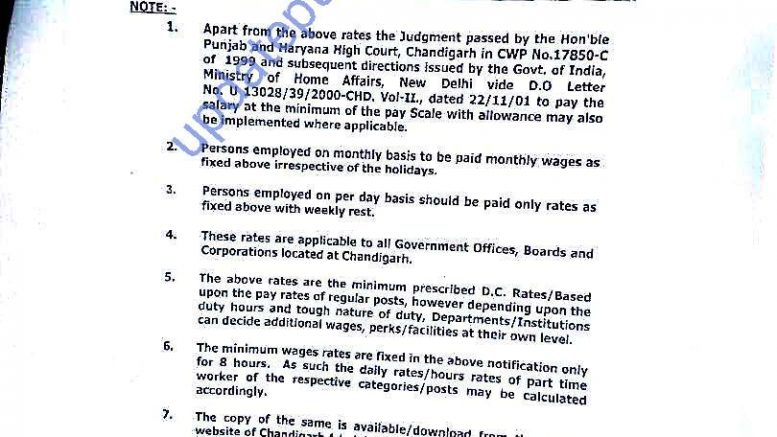 NOTE: -
1. Apart from the above rates the Judgment passed by the Hon'ble
Punjab and Haryana High Court, Chandigarh in CWP No.17850-C
of 1999 and subsequent directions issued by the Govt. of India,
Ministry of Home Affairs, New Delhi vide D.O Letter
No. U 13028/39/2000-CHD. Vol-II., dated 22/11/01 to pay the
salary at the minimum of the pay Scale with allowance may also
be implemented where applicable.
2. Persons employed on monthly basis to be paid monthly wages as
fixed above irrespective of the holidays.
3. Persons employed on per day basis should be paid only rates as
fixed above with weekly rest.
4. These rates are applicable to all Government Offices, Boards and
Corporations located at Chandigarh.
5. The above rates are the minimum prescribed D.C. Rates/Based
upon the pay rates of regular posts, however depending upon the
duty hours and tough nature of duty, Departments/Institutions
can decide additional wages, perks/facilities at their own level.
6. The minimum wages rates are fixed in the above notification only
for 8 hours. As such the daily rates/hours rates of part time
worker of the respective categories/posts may be calculated
accordingly.
7. The copy of the same is available/download from
website of Chandigarh